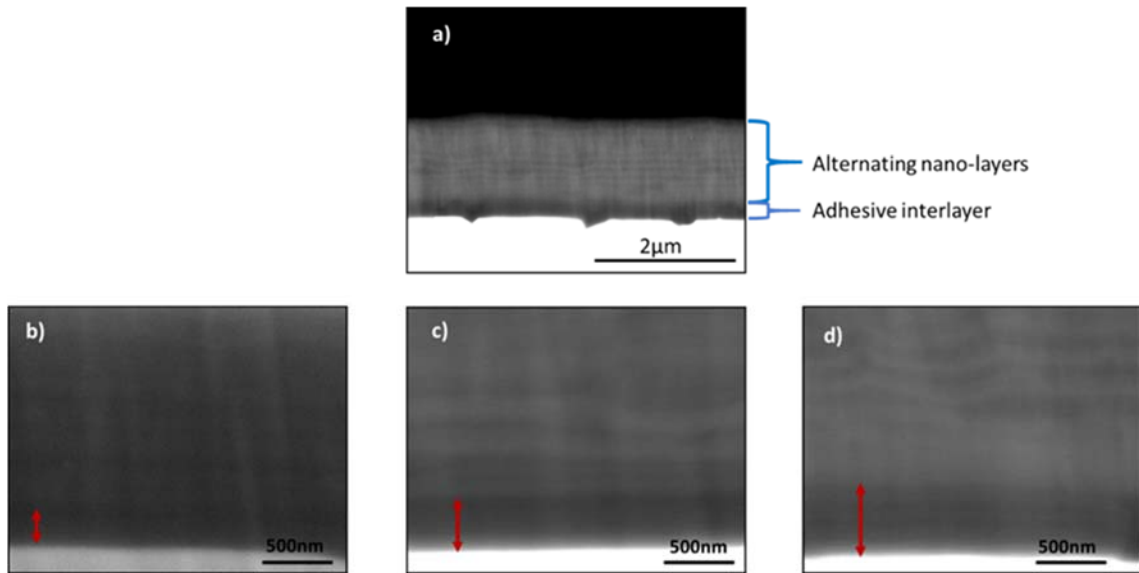 a)
Alternating nano-layers
Adhesive interlayer
2μm
b)
500nm
c)
500nm
d)
500nm